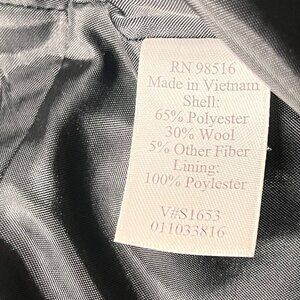 RN 98516
Made in Vietnam
Shell:
65% Polyester
30% Wool
5% Other Fiber
Lining:
100% Poylester
V#S1653
011033816